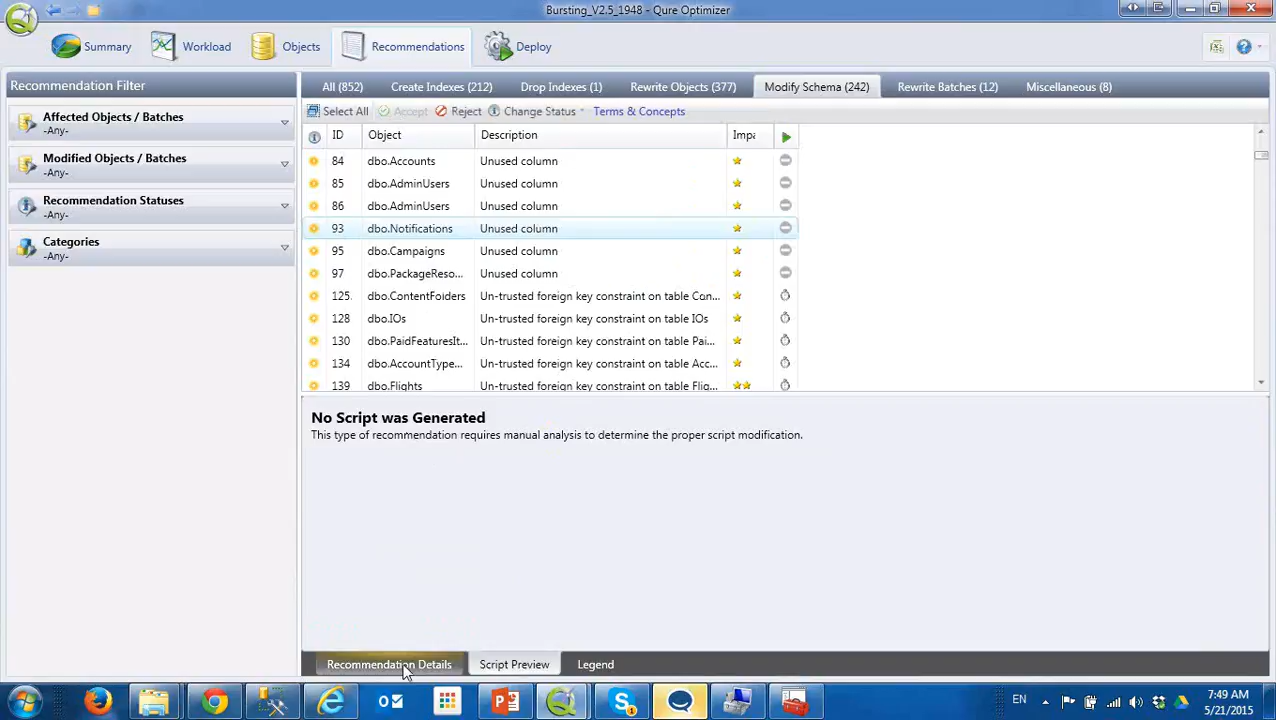 Bursting_V2.5_1948 - Qure Optimizer
Summary
Workload
Objects
Recommendations
Deploy
Recommendation Filter
Affected Objects / Batches
-Any-
Modified Objects / Batches
-Any-
Recommendation Statuses
-Any-
Categories
-Any-
All (852)
Create Indexes (212)
Drop Indexes (1)
Rewrite Objects (377)
Modify Schema (242)
Rewrite Batches (12)
Miscellaneous (8)
Select All
Accept
Reject
Change Status
Terms & Concepts
ID Object Description Impa
84 dbo.Accounts Unused column
85 dbo.AdminUsers Unused column
86 dbo.AdminUsers Unused column
93 dbo.Notifications Unused column
95 dbo.Campaigns Unused column
97 dbo.PackageReso... Unused column
125. dbo.ContentFolders Un-trusted foreign key constraint on table Con...
128 dbo.IOs Un-trusted foreign key constraint on table IOs
130 dbo.PaidFeaturesIt... Un-trusted foreign key constraint on table Pai...
134 dbo.AccountType... Un-trusted foreign key constraint on table Acc...
139 dbo.Flights Un-trusted foreign key constraint on table Flig...
No Script was Generated
This type of recommendation requires manual analysis to determine the proper script modification.
Recommendation Details
Script Preview
Legend
EN
7:49 AM
5/21/2015